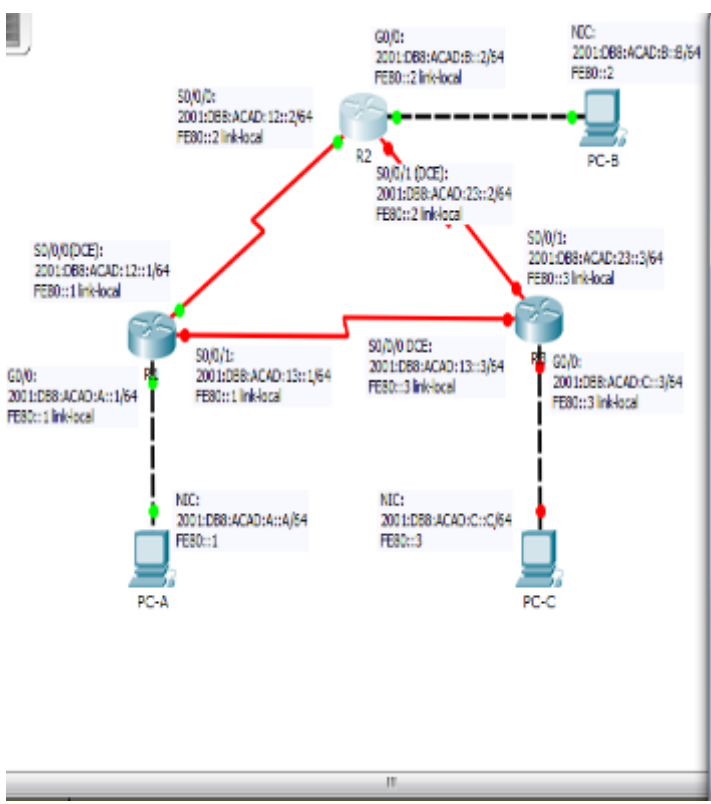 G0/0:
2001:DB8:ACAD:B::2/64
FE80::2 link-local
NIC:
2001:DB8:ACAD:B::B/64
FE80::2
S0/0/0:
2001:DB8:ACAD:12::2/64
FE80::2 link-local
R2
PC-B
S0/0/1 (DCE):
2001:DB8:ACAD:23::2/64
FE80::2 link-local
S0/0/0(DCE):
2001:DB8:ACAD:12::1/64
FE80::1 link-local
S0/0/1:
2001:DB8:ACAD:23::3/64
FE80::3 link-local
G0/0:
2001:DB8:ACAD:A::1/64
FE80::1 link-local
S0/0/1:
2001:DB8:ACAD:13::1/64
FE80::1 link-local
S0/0/0 DCE:
2001:DB8:ACAD:13::3/64
FE80::3 link-local
G0/0:
2001:DB8:ACAD:C::3/64
FE80::3 link-local
NIC:
2001:DB8:ACAD:A::A/64
FE80::1
PC-A
NIC:
2001:DB8:ACAD:C::C/64
FE80::3
PC-C